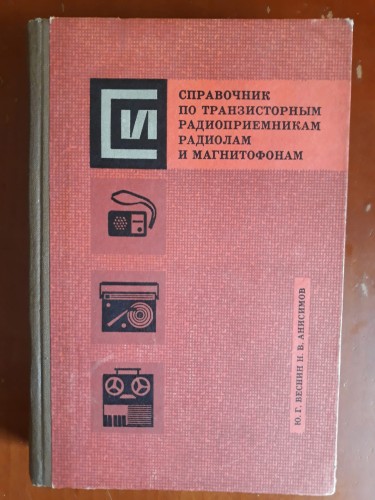 СИ
СПРАВОЧНИК
ПО ТРАНЗИСТОРНЫМ
РАДИОПРИЕМНИКАМ
РАДИОЛАМ
И МАГНИТОФОНАМ
Ю. Г. ВЕСНИН Н. В. АНИСИМОВ